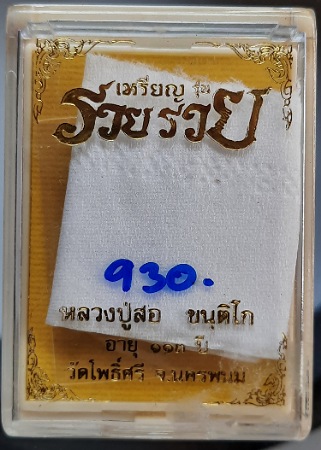 เหรียญ รุ่น
รวยรวย
930.
หลวงปู่สอ ขนฺติโก
อายุ ๑๑๓ ปี
วัดโพธิ์ศรี จ.นครพนม